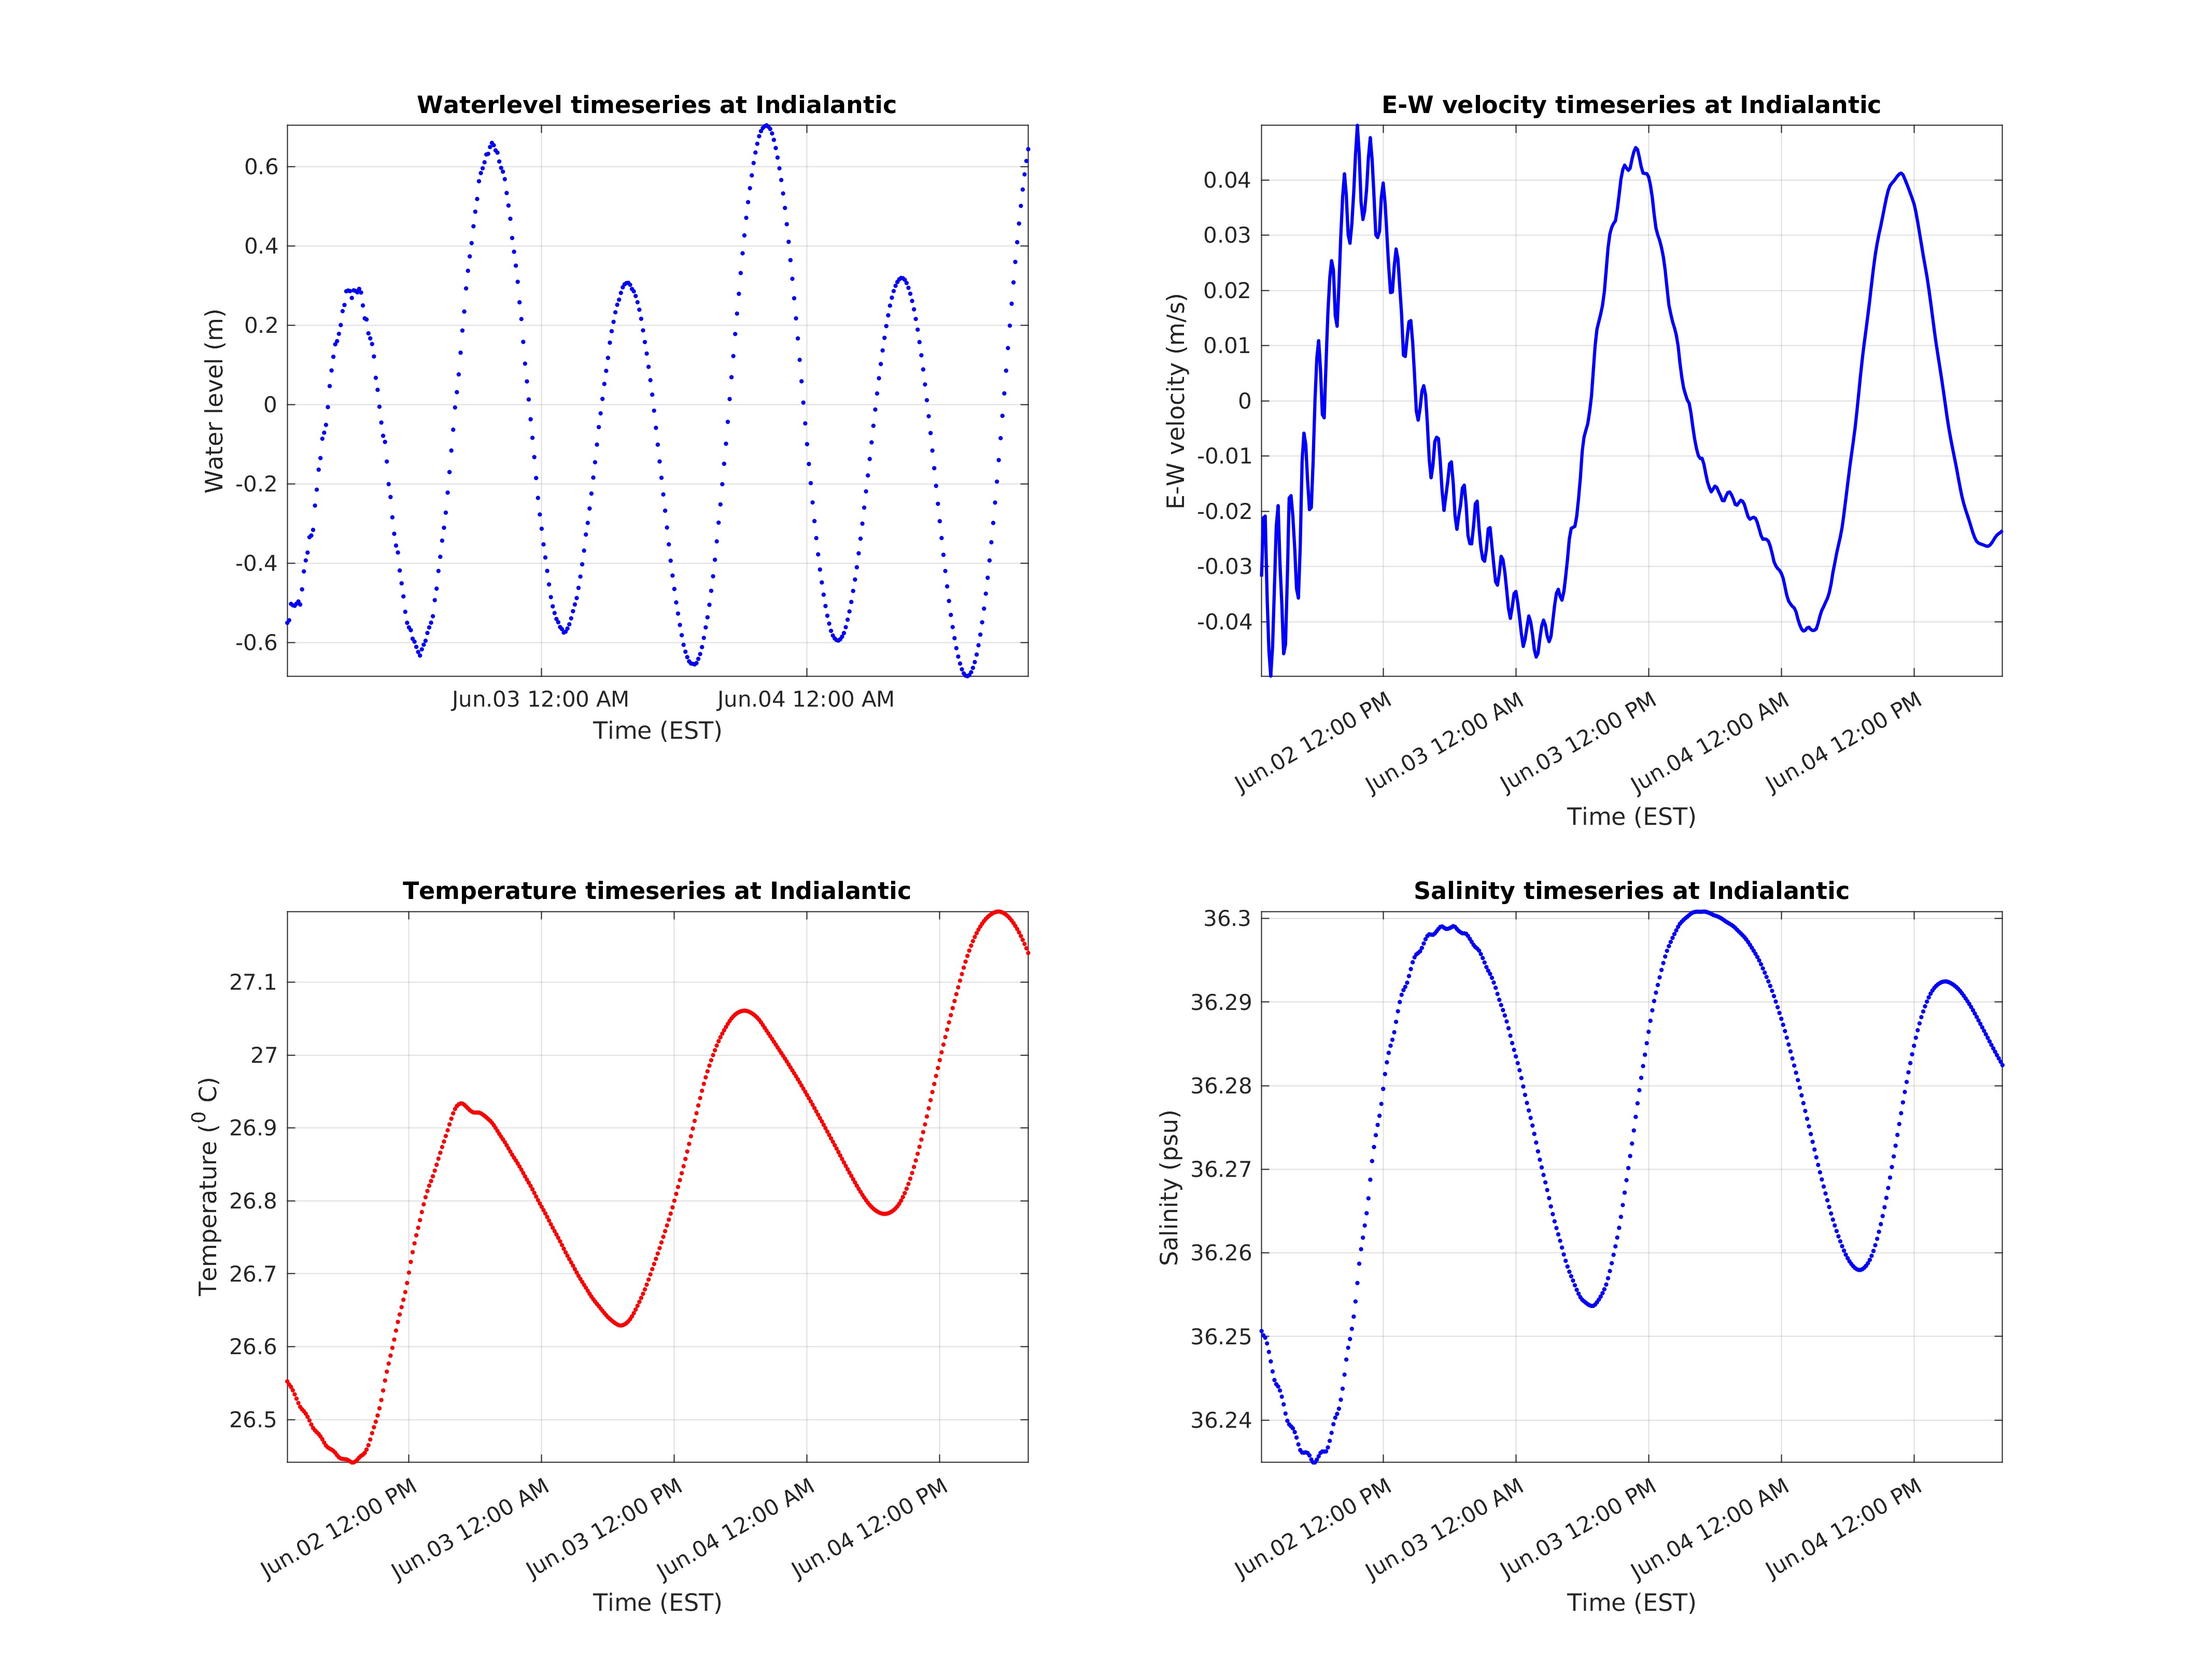 Waterlevel timeseries at Indialantic
0.6
0.4
0.2
0
-0.2
-0.4
-0.6
Water level (m)
Jun.03 12:00 AM
Jun.04 12:00 AM
Time (EST)
E-W velocity timeseries at Indialantic
0.04
0.03
0.02
0.01
0
-0.01
-0.02
-0.03
-0.04
E-W velocity (m/s)
Jun.02 12:00 PM
Jun.03 12:00 AM
Jun.03 12:00 PM
Jun.04 12:00 AM
Jun.04 12:00 PM
Time (EST)
Temperature timeseries at Indialantic
27.1
27
26.9
26.8
26.7
26.6
26.5
Temperature (⁰ C)
Jun.02 12:00 PM
Jun.03 12:00 AM
Jun.03 12:00 PM
Jun.04 12:00 AM
Jun.04 12:00 PM
Time (EST)
Salinity timeseries at Indialantic
36.3
36.29
36.28
36.27
36.26
36.25
36.24
Salinity (psu)
Jun.02 12:00 PM
Jun.03 12:00 AM
Jun.03 12:00 PM
Jun.04 12:00 AM
Jun.04 12:00 PM
Time (EST)